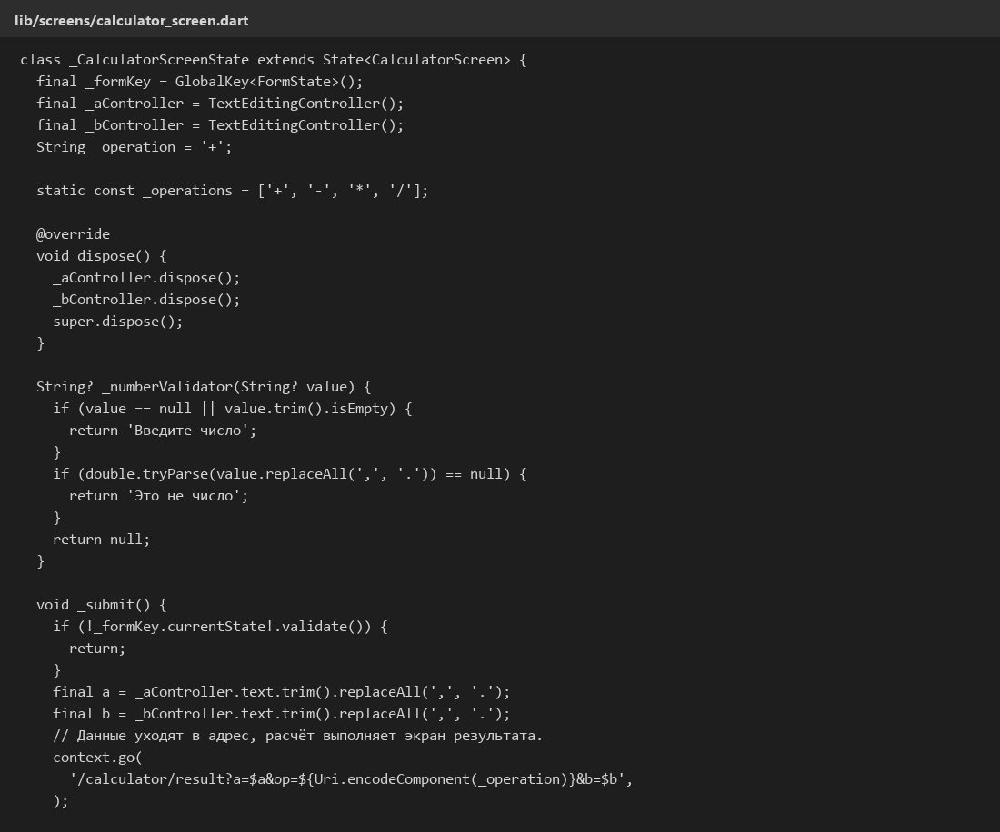 lib/screens/calculator_screen.dart
class _CalculatorScreenState extends State<CalculatorScreen> {
  final _formKey = GlobalKey<FormState>();
  final _aController = TextEditingController();
  final _bController = TextEditingController();
  String _operation = '+';

  static const _operations = ['+', '-', '*', '/'];

  @override
  void dispose() {
    _aController.dispose();
    _bController.dispose();
    super.dispose();
  }

  String? _numberValidator(String? value) {
    if (value == null || value.trim().isEmpty) {
      return 'Введите число';
    }
    if (double.tryParse(value.replaceAll(',', '.')) == null) {
      return 'Это не число';
    }
    return null;
  }

  void _submit() {
    if (!_formKey.currentState!.validate()) {
      return;
    }
    final a = _aController.text.trim().replaceAll(',', '.');
    final b = _bController.text.trim().replaceAll(',', '.');
    // Данные уходят в адрес, расчёт выполняет экран результата.
    context.go(
      '/calculator/result?a=$a&op=${Uri.encodeComponent(_operation)}&b=$b',
    );